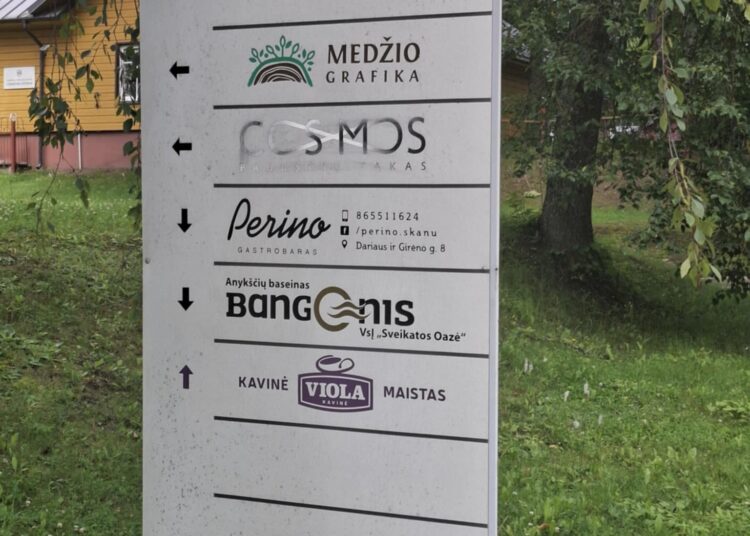 MEDŽIO
GRAFIKA
COSMOS
TAKAS
Perino
GASTROBARAS
865511624
/perino.skanu
Dariaus ir Girėno g. 8
Anykščių baseinas
BANGONIS
VšĮ „Sveikatos Oazė“
KAVINĖ
VIOLA
KAVINĖ
MAISTAS